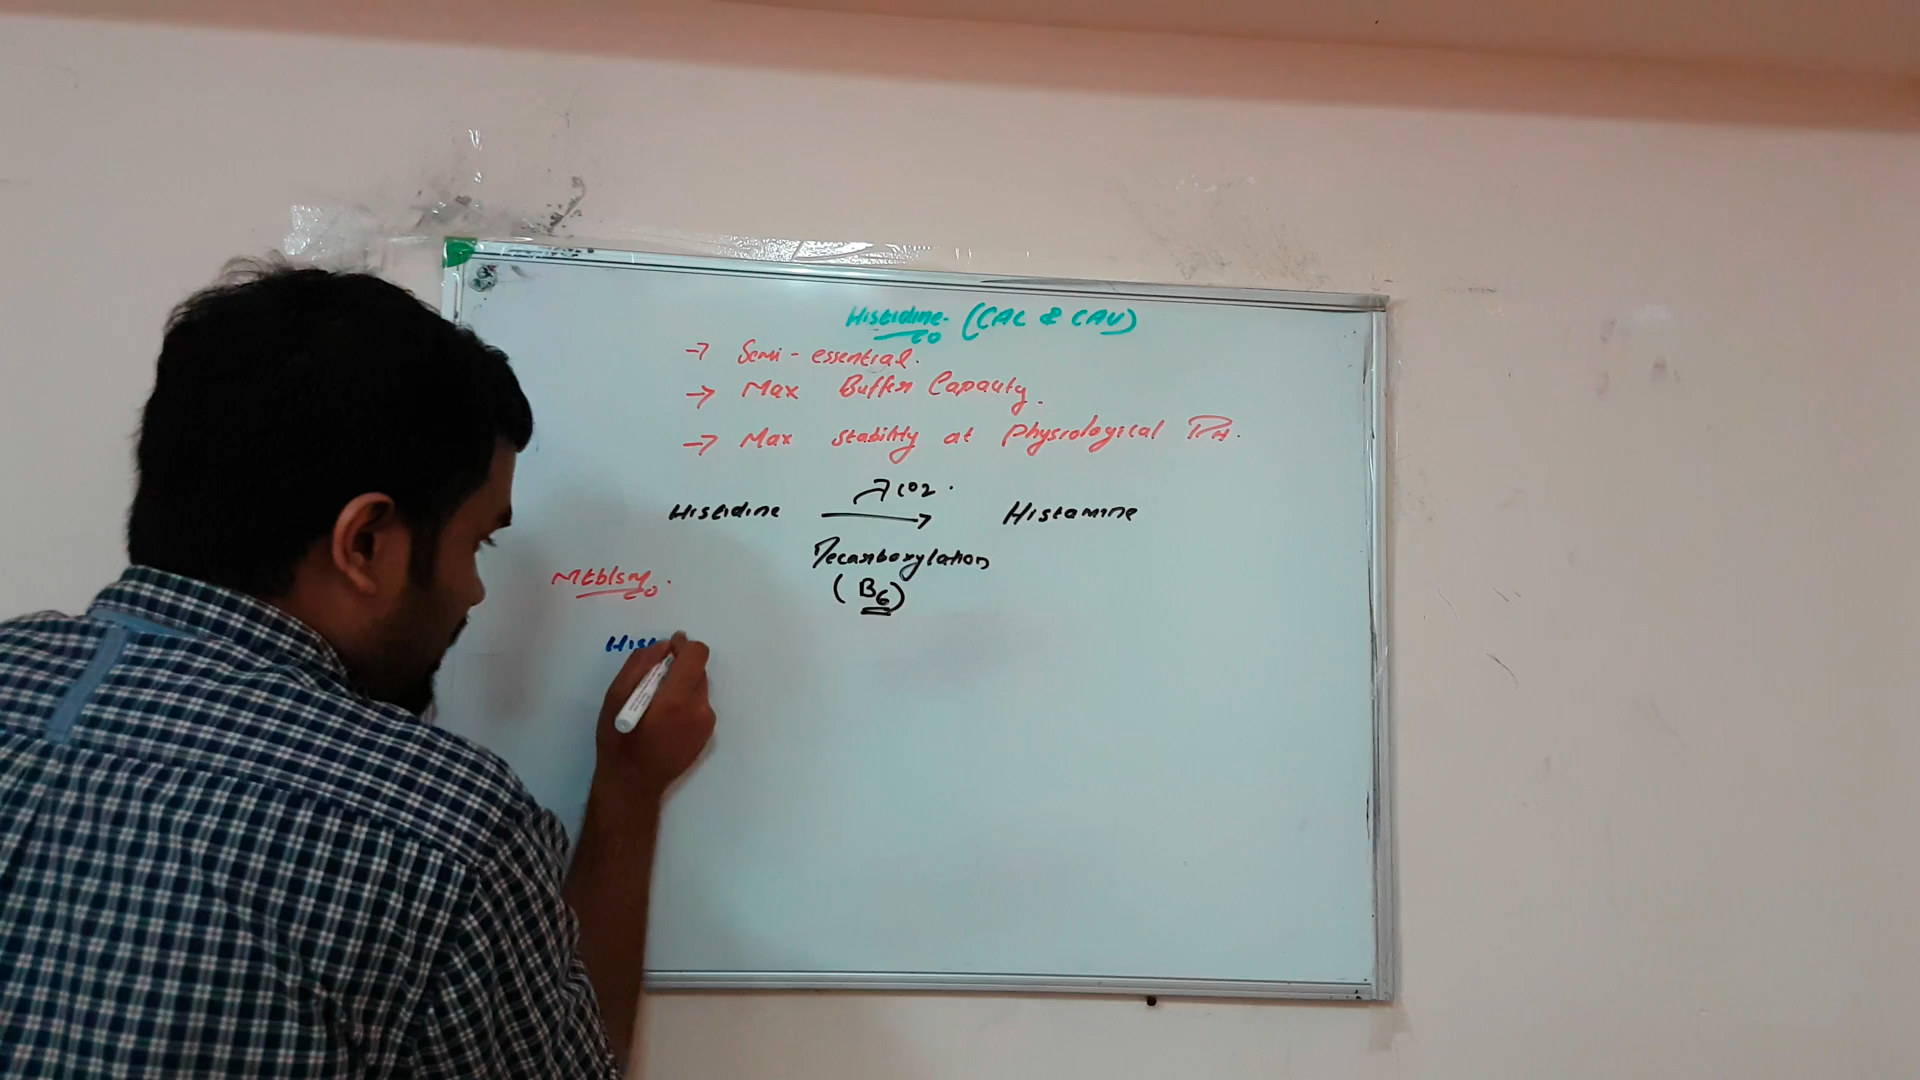 Histidine. (CAC & CAU)
→ Semi - essential.
→ Max Buffer Capacity.
→ Max stability at Physiological PH.
CO2.
Histidine → Histamine
Decarboxylation
(B6)
Mtblsm.
His